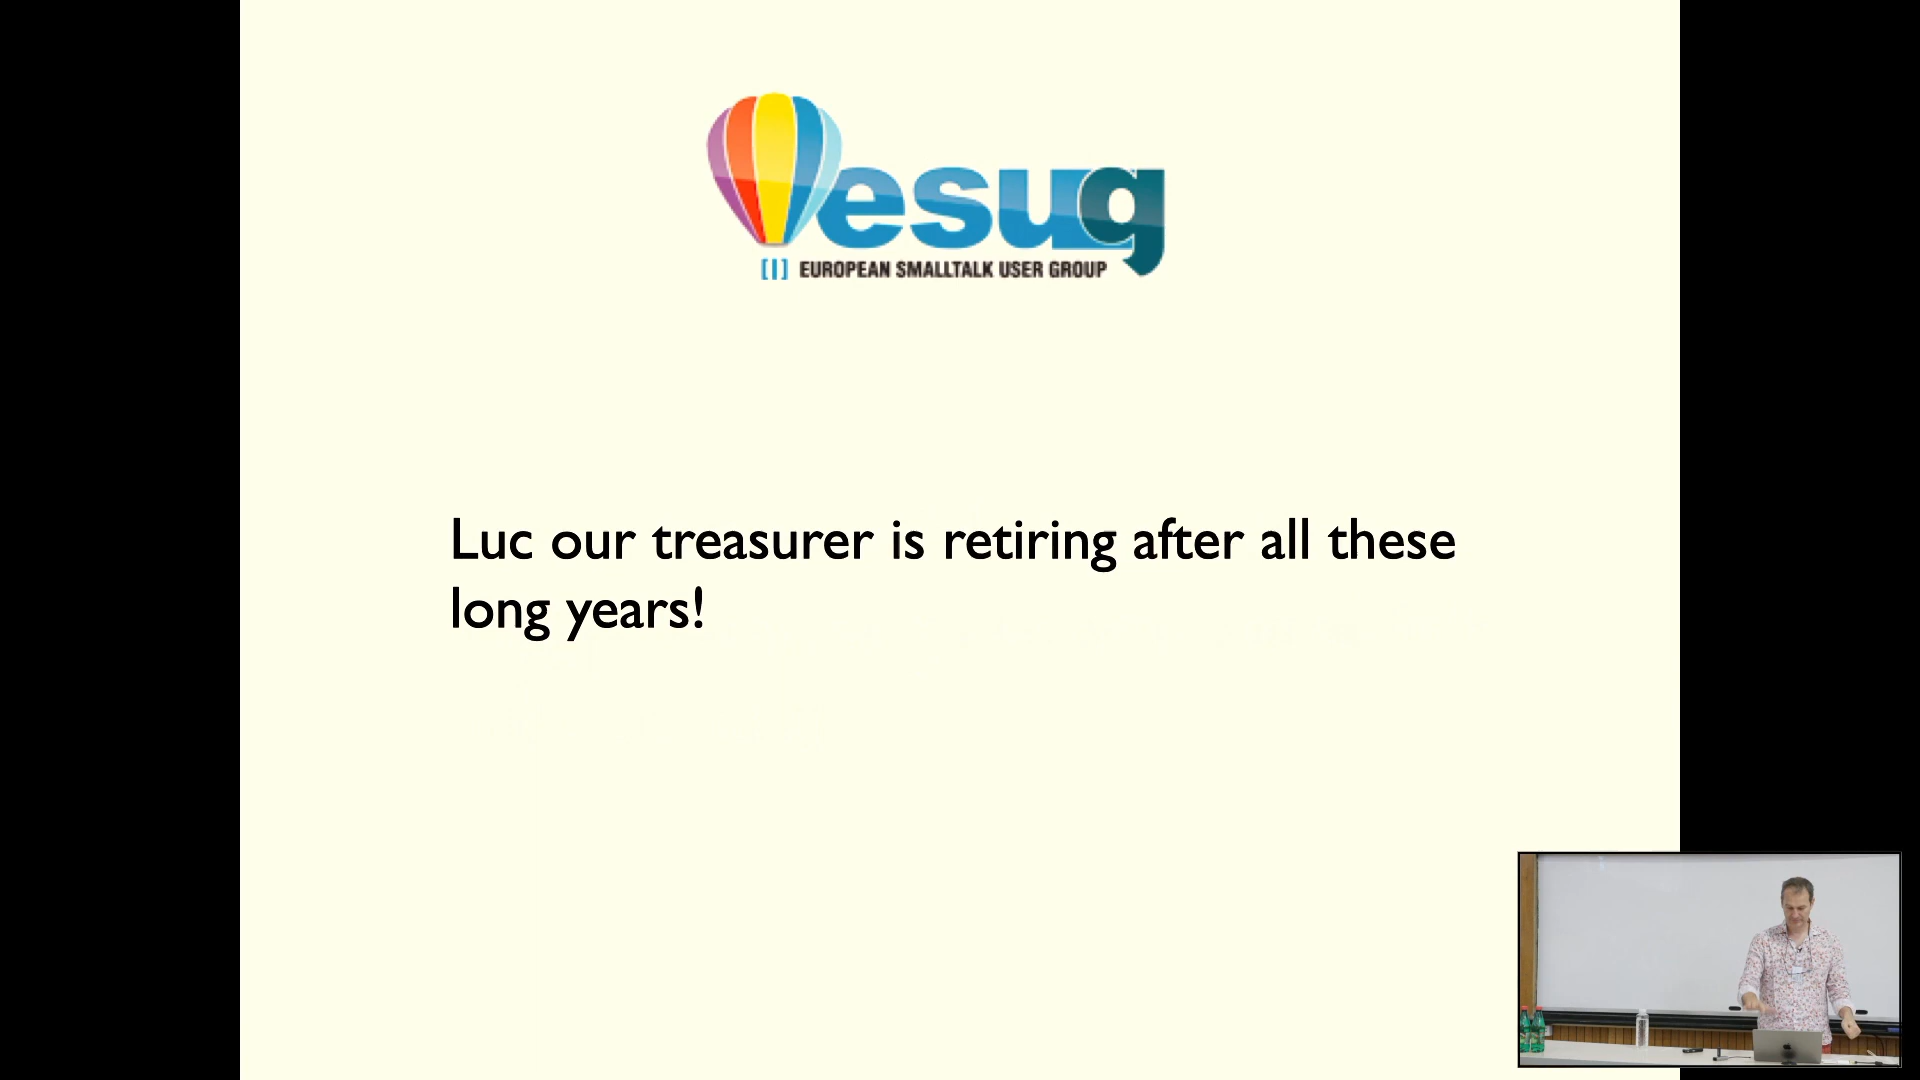 esug
[|] EUROPEAN SMALLTALK USER GROUP
Luc our treasurer is retiring after all these
long years!